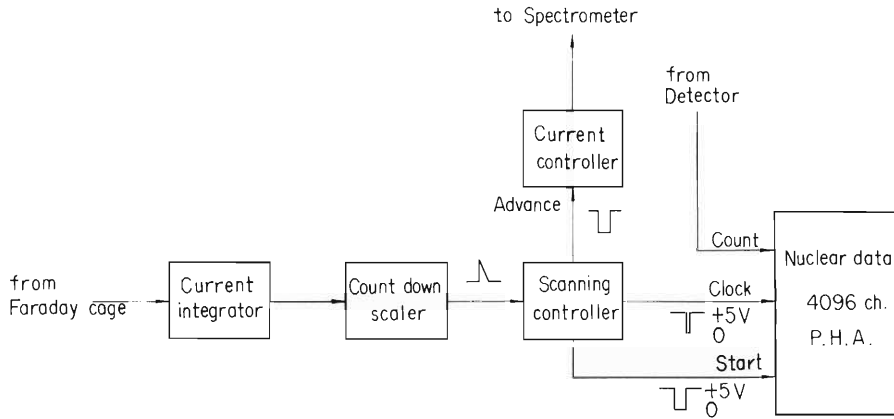 to Spectrometer
from
Detector
Current
controller
Advance
Count
Nuclear data
4096 ch.
P.H.A.
from
Faraday cage
Current
integrator
Count down
scaler
Scanning
controller
Clock
+5V
0
Start
+5V
0